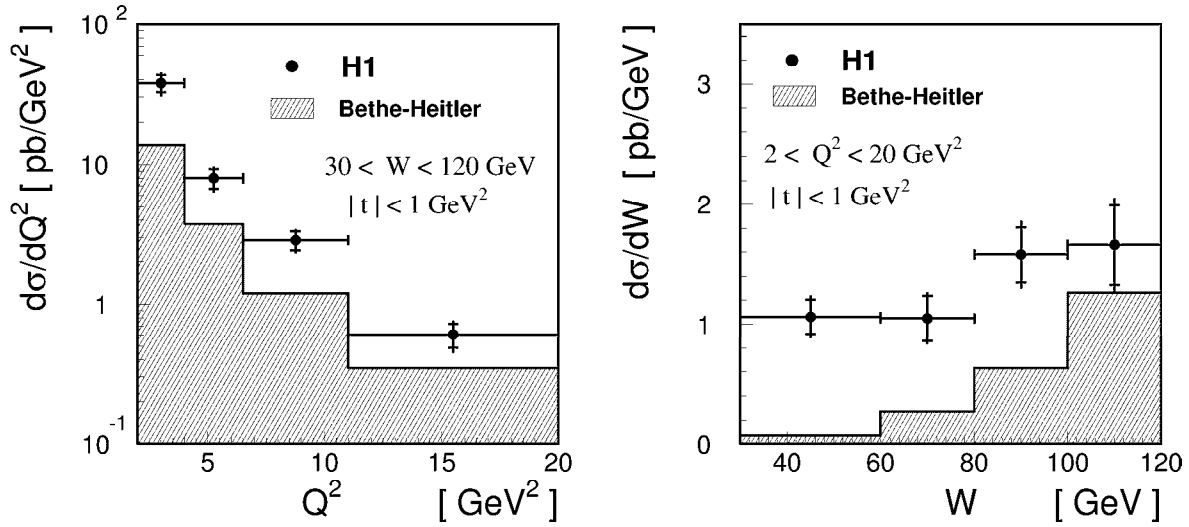 dσ/dQ² [ pb/GeV² ]
10²
10
1
10⁻¹
H1
Bethe-Heitler
30 < W < 120 GeV
| t | < 1 GeV²
5 10 15 20
Q² [ GeV² ]
dσ/dW [ pb/GeV ]
3
2
1
0
H1
Bethe-Heitler
2 < Q² < 20 GeV²
| t | < 1 GeV²
40 60 80 100 120
W [ GeV ]